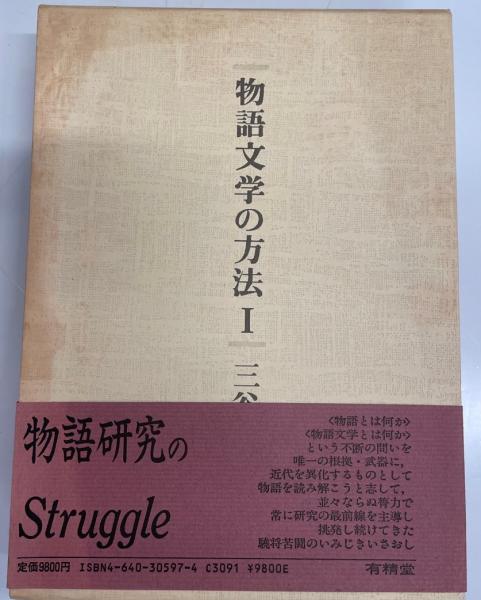 物語文学の方法Ⅰ
三
物語研究の
Struggle
〈物語とは何か〉
〈物語文学とは何か〉
という不断の問いを
唯一の根拠・武器に，
近代を異化するものとして
物語を読み解こうと志して，
並々ならぬ膂力で
常に研究の最前線を主導し
挑発し続けてきた
驍将苦闘のいみじきいさおし
定価9800円 ISBN4-640-30597-4 C3091 ¥9800E
有精堂